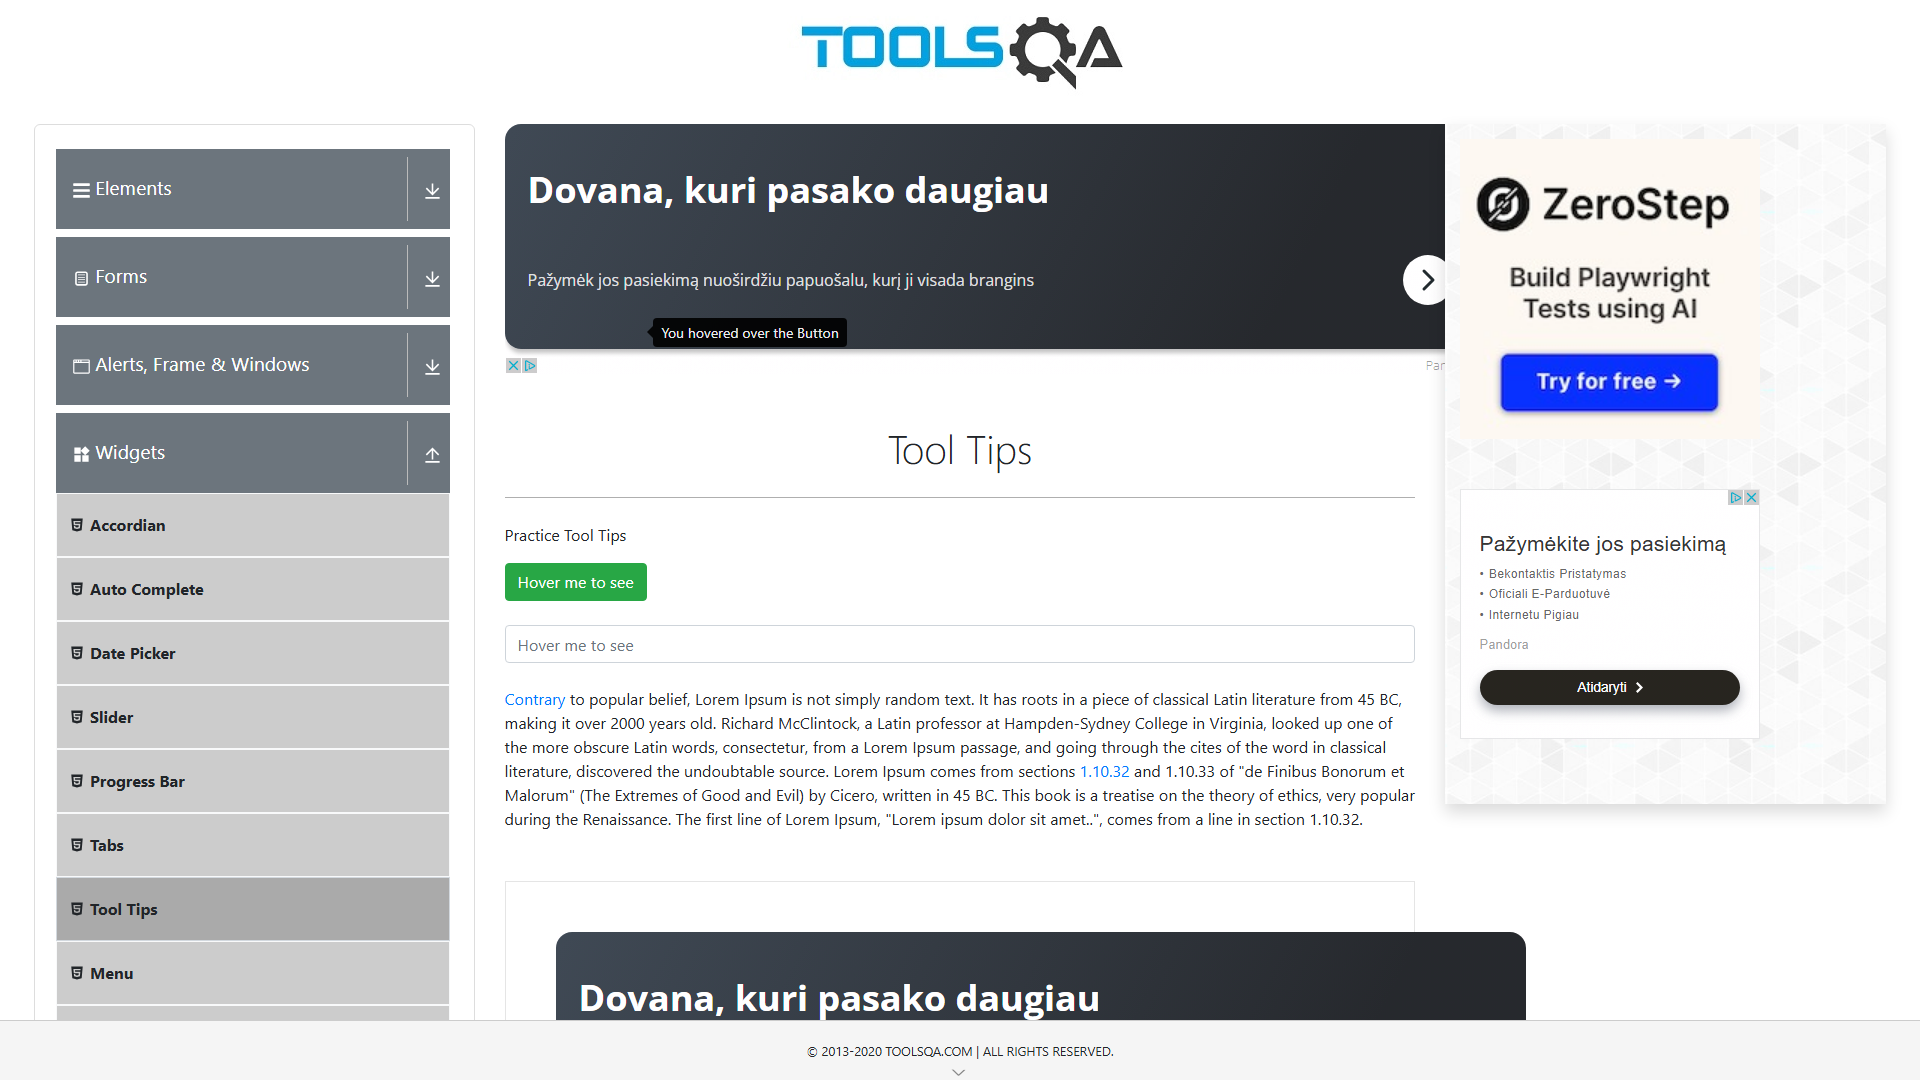 TOOLSQA
Elements
Forms
Alerts, Frame & Windows
Widgets
Accordian
Auto Complete
Date Picker
Slider
Progress Bar
Tabs
Tool Tips
Menu
Dovana, kuri pasako daugiau
Pažymėk jos pasiekimą nuoširdžiu papuošalu, kurį ji visada brangins
You hovered over the Button
Par
Tool Tips
Practice Tool Tips
Hover me to see
Hover me to see
Contrary to popular belief, Lorem Ipsum is not simply random text. It has roots in a piece of classical Latin literature from 45 BC,
making it over 2000 years old. Richard McClintock, a Latin professor at Hampden-Sydney College in Virginia, looked up one of
the more obscure Latin words, consectetur, from a Lorem Ipsum passage, and going through the cites of the word in classical
literature, discovered the undoubtable source. Lorem Ipsum comes from sections 1.10.32 and 1.10.33 of "de Finibus Bonorum et
Malorum" (The Extremes of Good and Evil) by Cicero, written in 45 BC. This book is a treatise on the theory of ethics, very popular
during the Renaissance. The first line of Lorem Ipsum, "Lorem ipsum dolor sit amet..", comes from a line in section 1.10.32.
Dovana, kuri pasako daugiau
ZeroStep
Build Playwright
Tests using AI
Try for free →
Pažymėkite jos pasiekimą
• Bekontaktis Pristatymas
• Oficiali E-Parduotuvė
• Internetu Pigiau
Pandora
Atidaryti
© 2013-2020 TOOLSQA.COM | ALL RIGHTS RESERVED.